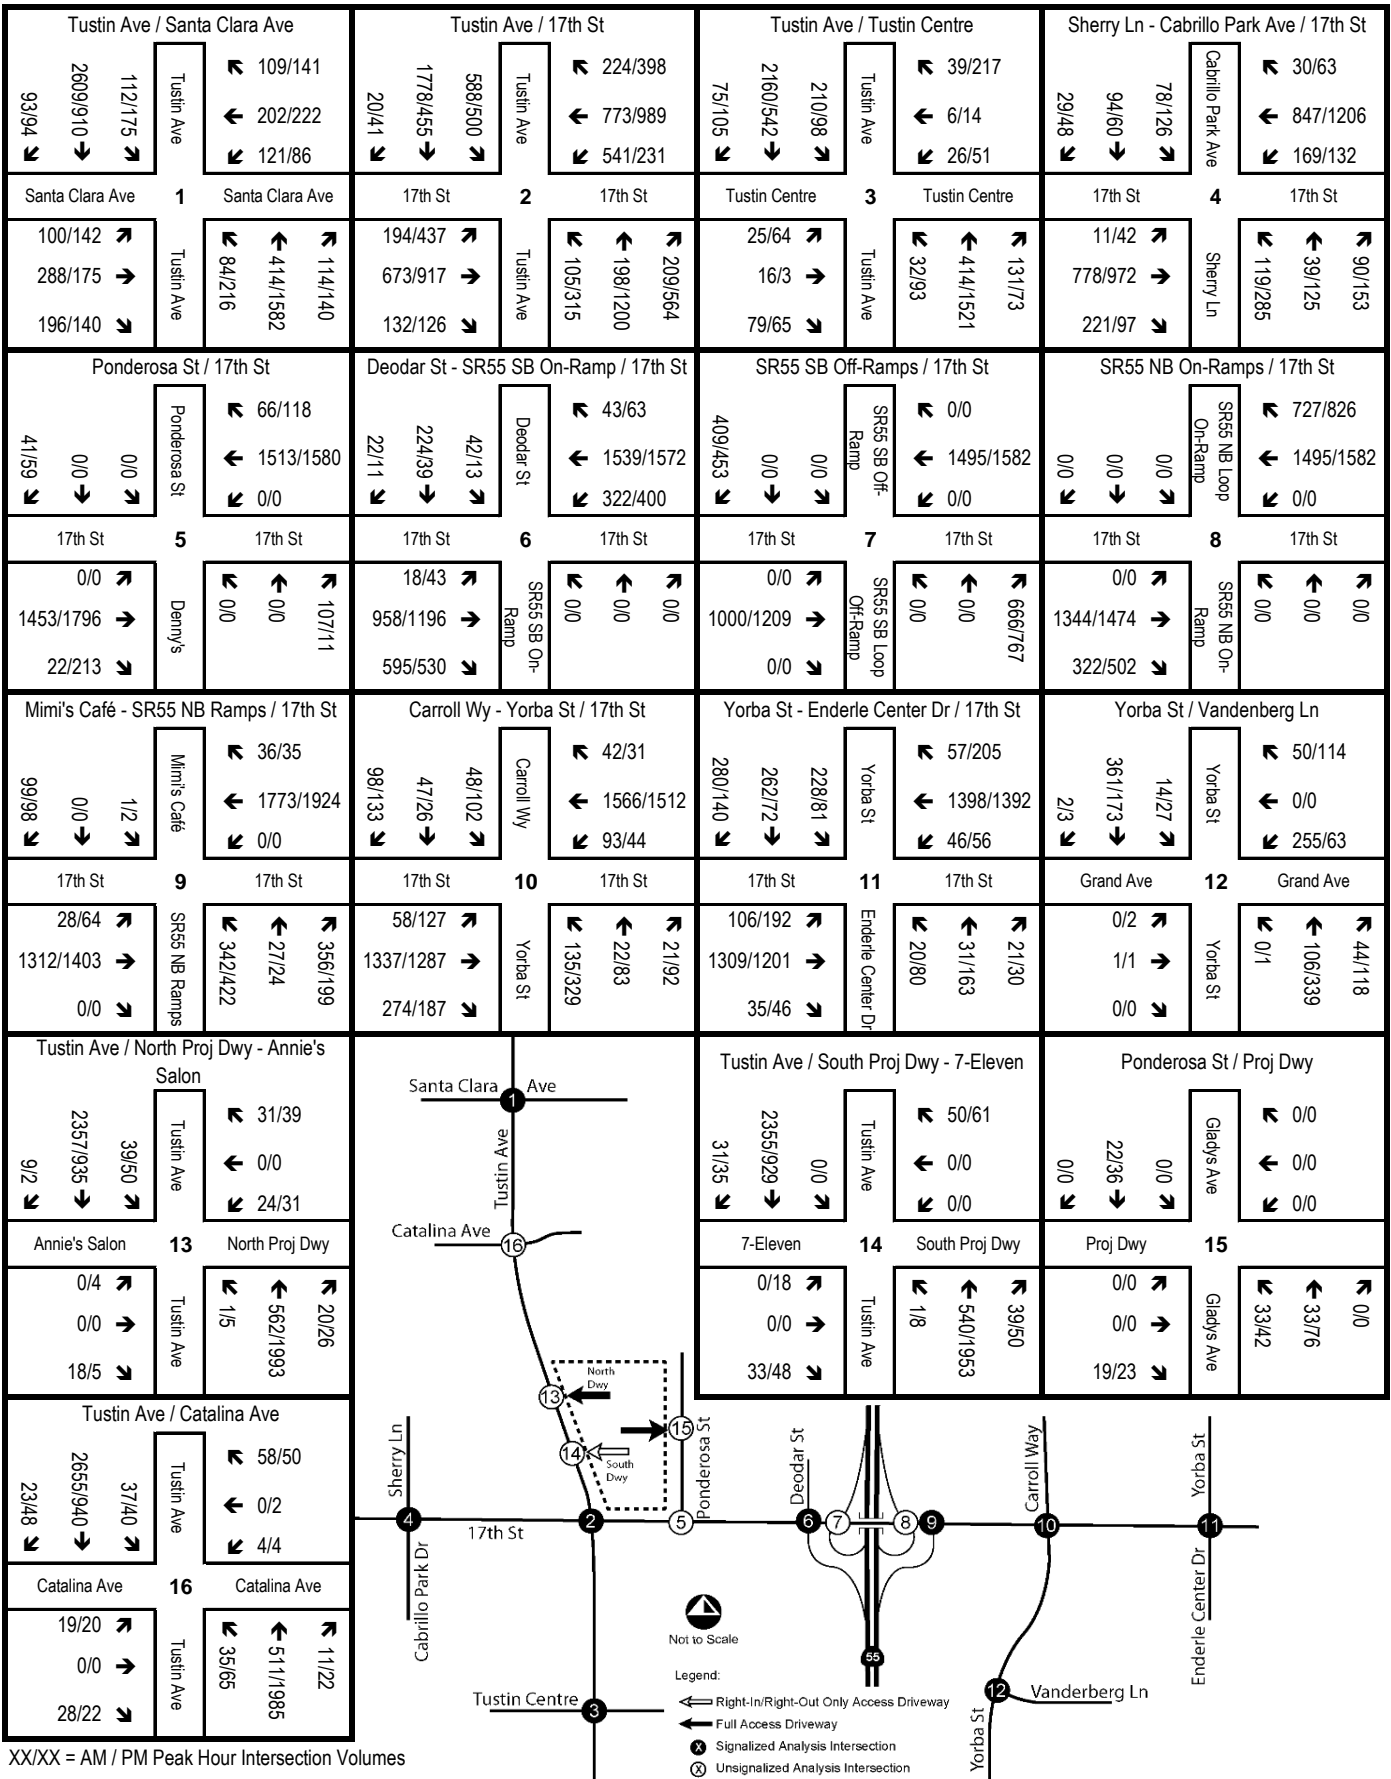 Tustin Ave / Santa Clara Ave
93/94
2609/910
112/175
Tustin Ave
109/141
202/222
121/86
Santa Clara Ave
1
Santa Clara Ave
100/142
288/175
196/140
Tustin Ave
84/216
414/1582
114/140
Tustin Ave / 17th St
20/41
1778/455
588/500
Tustin Ave
224/398
773/989
541/231
17th St
2
17th St
194/437
673/917
132/126
Tustin Ave
105/315
198/1200
209/564
Tustin Ave / Tustin Centre
75/105
2160/542
210/98
Tustin Ave
39/217
6/14
26/51
Tustin Centre
3
Tustin Centre
25/64
16/3
79/65
Tustin Ave
32/93
414/1521
131/73
Sherry Ln - Cabrillo Park Ave / 17th St
29/48
94/60
78/126
Cabrillo Park Ave
30/63
847/1206
169/132
17th St
4
17th St
11/42
778/972
221/97
Sherry Ln
119/285
39/125
90/153
Ponderosa St / 17th St
41/59
0/0
0/0
Ponderosa St
66/118
1513/1580
0/0
17th St
5
17th St
0/0
1453/1796
22/213
Denny's
0/0
0/0
107/11
Deodar St - SR55 SB On-Ramp / 17th St
22/11
224/39
42/13
Deodar St
43/63
1539/1572
322/400
17th St
6
17th St
18/43
958/1196
595/530
SR55 SB On-
Ramp
0/0
0/0
0/0
SR55 SB Off-Ramps / 17th St
409/453
0/0
0/0
SR55 SB Off-
Ramp
0/0
1495/1582
0/0
17th St
7
17th St
0/0
1000/1209
0/0
SR55 SB Loop
Off-Ramp
0/0
0/0
666/767
SR55 NB On-Ramps / 17th St
0/0
0/0
0/0
SR55 NB Loop
On-Ramp
727/826
1495/1582
0/0
17th St
8
17th St
0/0
1344/1474
322/502
SR55 NB On-
Ramp
0/0
0/0
0/0
Mimi's Café - SR55 NB Ramps / 17th St
99/98
0/0
1/2
Mimi's Café
36/35
1773/1924
0/0
17th St
9
17th St
28/64
1312/1403
0/0
SR55 NB Ramps
342/422
27/24
356/199
Carroll Wy - Yorba St / 17th St
98/133
47/26
48/102
Carroll Wy
42/31
1566/1512
93/44
17th St
10
17th St
58/127
1337/1287
274/187
Yorba St
135/329
22/83
21/92
Yorba St - Enderle Center Dr / 17th St
280/140
262/72
228/81
Yorba St
57/205
1398/1392
46/56
17th St
11
17th St
106/192
1309/1201
35/46
Enderle Center Dr
20/80
31/163
21/30
Yorba St / Vandenberg Ln
2/3
361/173
14/27
Yorba St
50/114
0/0
255/63
Grand Ave
12
Grand Ave
0/2
1/1
0/0
Yorba St
0/1
106/339
44/118
Tustin Ave / North Proj Dwy - Annie's
Salon
9/2
2357/935
39/50
Tustin Ave
31/39
0/0
24/31
Annie's Salon
13
North Proj Dwy
0/4
0/0
18/5
Tustin Ave
1/5
562/1993
20/26
Tustin Ave / South Proj Dwy - 7-Eleven
31/35
2355/929
0/0
Tustin Ave
50/61
0/0
0/0
7-Eleven
14
South Proj Dwy
0/18
0/0
33/48
Tustin Ave
1/8
540/1953
39/50
Ponderosa St / Proj Dwy
0/0
22/36
0/0
Gladys Ave
0/0
0/0
0/0
Proj Dwy
15
0/0
0/0
19/23
Gladys Ave
33/42
33/76
0/0
Tustin Ave / Catalina Ave
23/48
2655/940
37/40
Tustin Ave
58/50
0/2
4/4
Catalina Ave
16
Catalina Ave
19/20
0/0
28/22
Tustin Ave
35/65
511/1985
11/22
Santa Clara Ave
1
Tustin Ave
Catalina Ave
16
North
Dwy
13
15
14
South
Dwy
Ponderosa St
Sherry Ln
Deodar St
Carroll Way
Yorba St
4
2
5
6
7
8
9
10
11
17th St
Cabrillo Park Dr
Enderle Center Dr
Not to Scale
55
Tustin Centre
3
12
Vanderberg Ln
Yorba St
Legend:
Right-In/Right-Out Only Access Driveway
Full Access Driveway
X Signalized Analysis Intersection
X Unsignalized Analysis Intersection
XX/XX = AM / PM Peak Hour Intersection Volumes